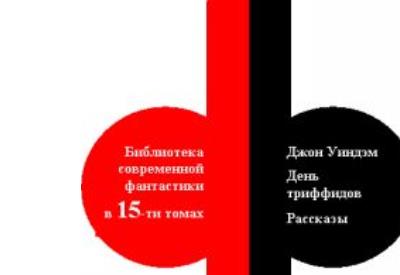 Библиотека
современной
фантастики
в 15-ти томах
Джон Уиндэм
День
триффидов
Рассказы